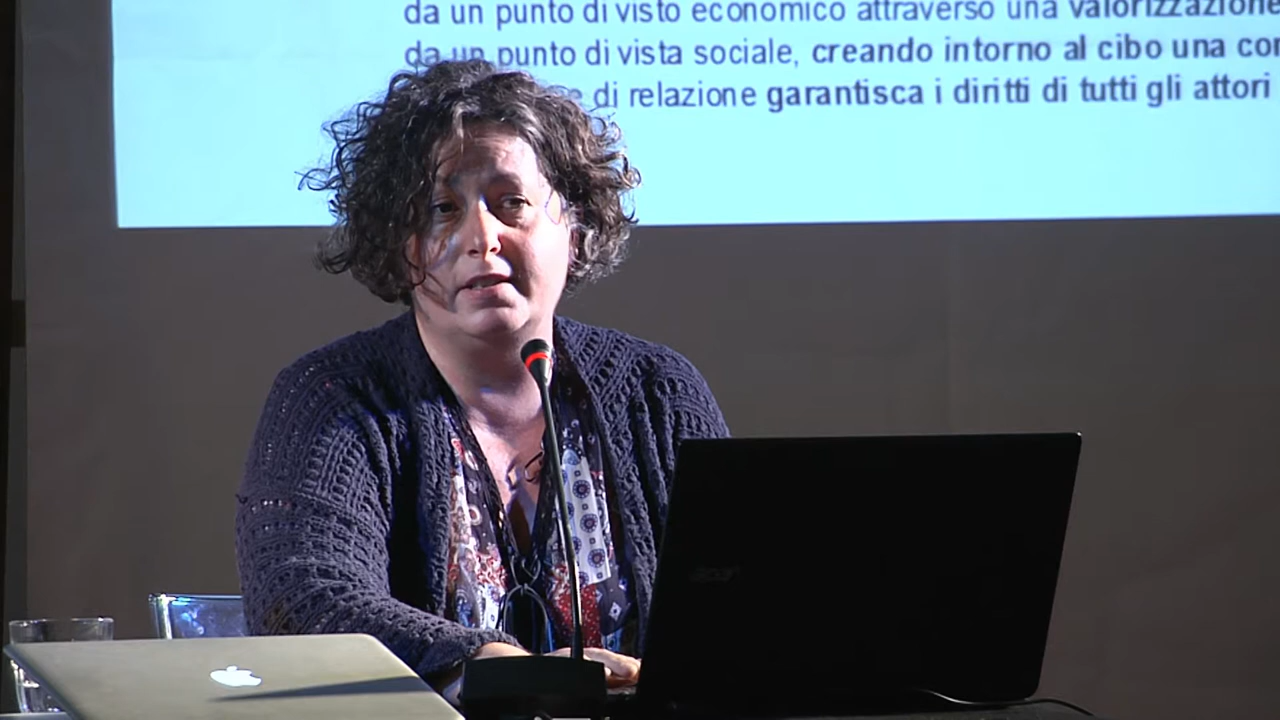 da un punto di visto economico attraverso una valorizzazione
da un punto di vista sociale, creando intorno al cibo una
di relazione garantisca i diritti di tutti gli attori
acer